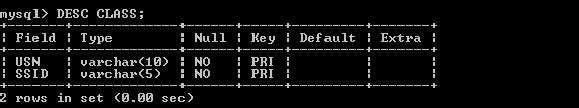 mysql> DESC CLASS;
+-------+-------------+------+-----+---------+-------+
| Field | Type | Null | Key | Default | Extra |
+-------+-------------+------+-----+---------+-------+
| USN | varchar(10) | NO | PRI | | |
| SSID | varchar(5) | NO | PRI | | |
+-------+-------------+------+-----+---------+-------+
2 rows in set (0.00 sec)